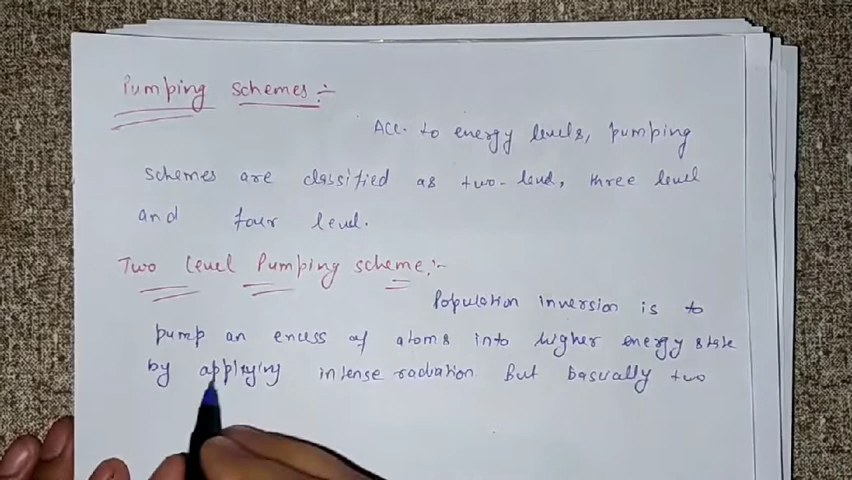 Pumping Schemes :-
Acc. to energy levels, pumping
schemes are classified as two-level, three level
and four level.
Two level Pumping scheme :-
Population inversion is to
pump an excess of atoms into higher energy state
by applying intense radiation. But basically two